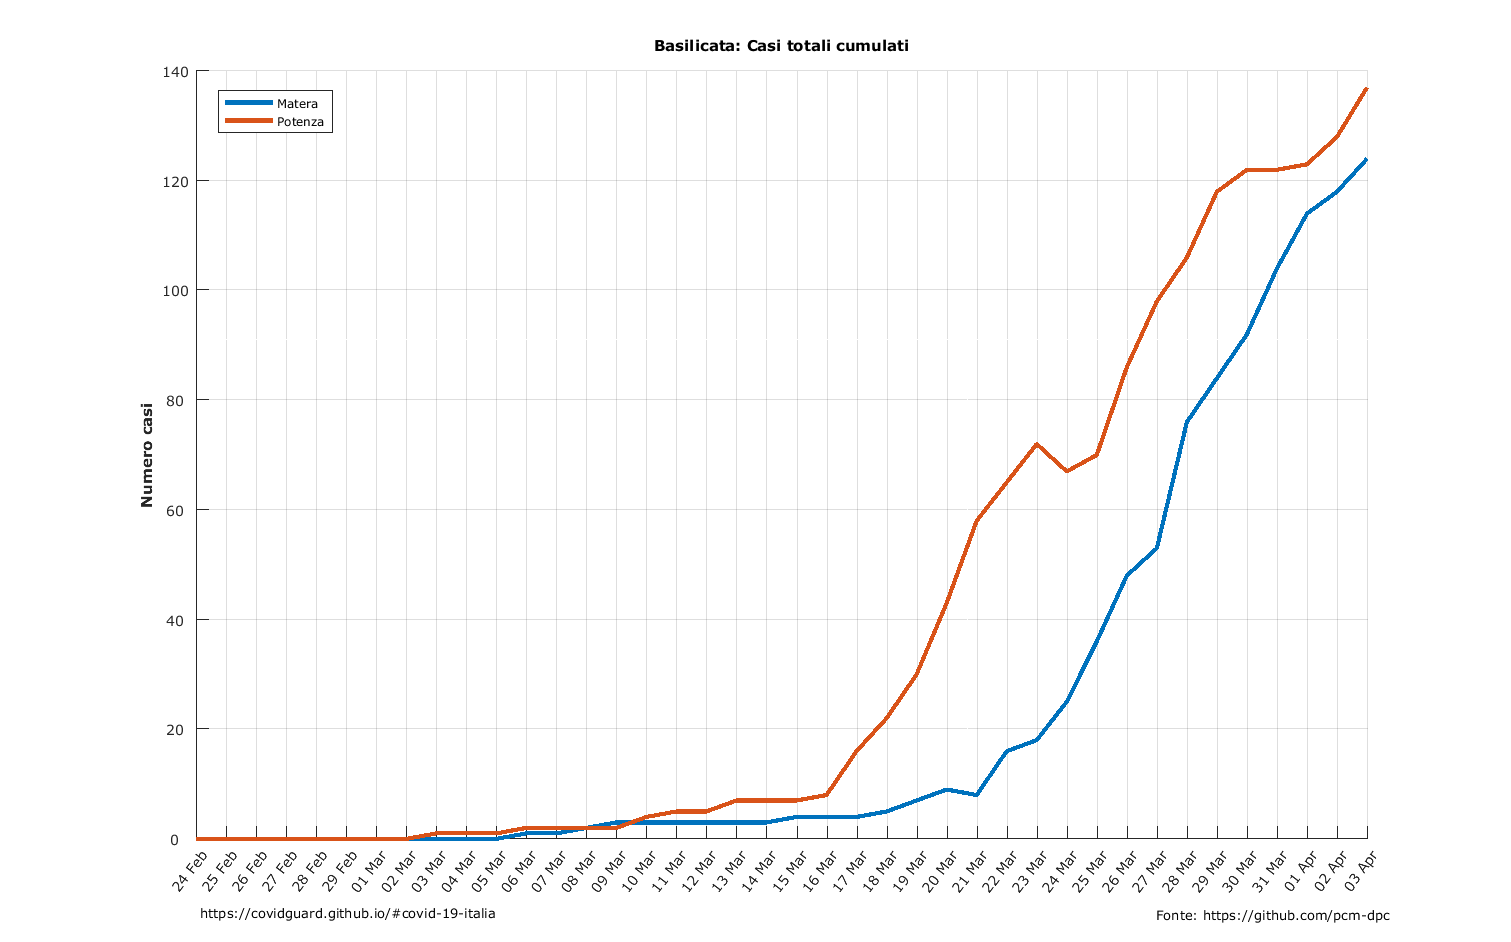 Basilicata: Casi totali cumulati
140
120
100
80
60
40
20
0
Numero casi
Matera
Potenza
24 Feb
25 Feb
26 Feb
27 Feb
28 Feb
29 Feb
01 Mar
02 Mar
03 Mar
04 Mar
05 Mar
06 Mar
07 Mar
08 Mar
09 Mar
10 Mar
11 Mar
12 Mar
13 Mar
14 Mar
15 Mar
16 Mar
17 Mar
18 Mar
19 Mar
20 Mar
21 Mar
22 Mar
23 Mar
24 Mar
25 Mar
26 Mar
27 Mar
28 Mar
29 Mar
30 Mar
31 Mar
01 Apr
02 Apr
03 Apr
https://covidguard.github.io/#covid-19-italia
Fonte: https://github.com/pcm-dpc